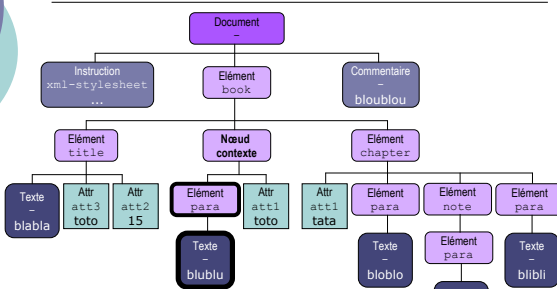 Document
–
Instruction
xml-stylesheet
...
Elément
book
Commentaire
–
bloublou
Elément
title
Nœud
contexte
Elément
chapter
Texte
–
blabla
Attr
att3
toto
Attr
att2
15
Elément
para
Attr
att1
toto
Attr
att1
tata
Elément
para
Elément
note
Elément
para
Texte
–
blublu
Texte
–
bloblo
Elément
para
Texte
–
blibli